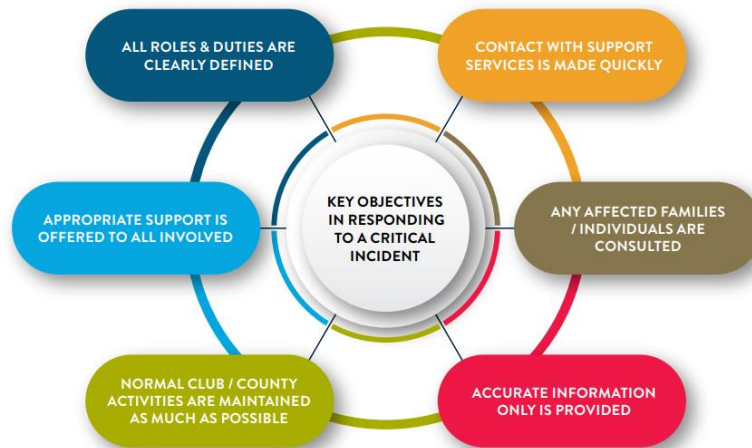 ALL ROLES & DUTIES ARE
CLEARLY DEFINED
CONTACT WITH SUPPORT
SERVICES IS MADE QUICKLY
APPROPRIATE SUPPORT IS
OFFERED TO ALL INVOLVED
KEY OBJECTIVES
IN RESPONDING
TO A CRITICAL
INCIDENT
ANY AFFECTED FAMILIES
/ INDIVIDUALS ARE
CONSULTED
NORMAL CLUB / COUNTY
ACTIVITIES ARE MAINTAINED
AS MUCH AS POSSIBLE
ACCURATE INFORMATION
ONLY IS PROVIDED